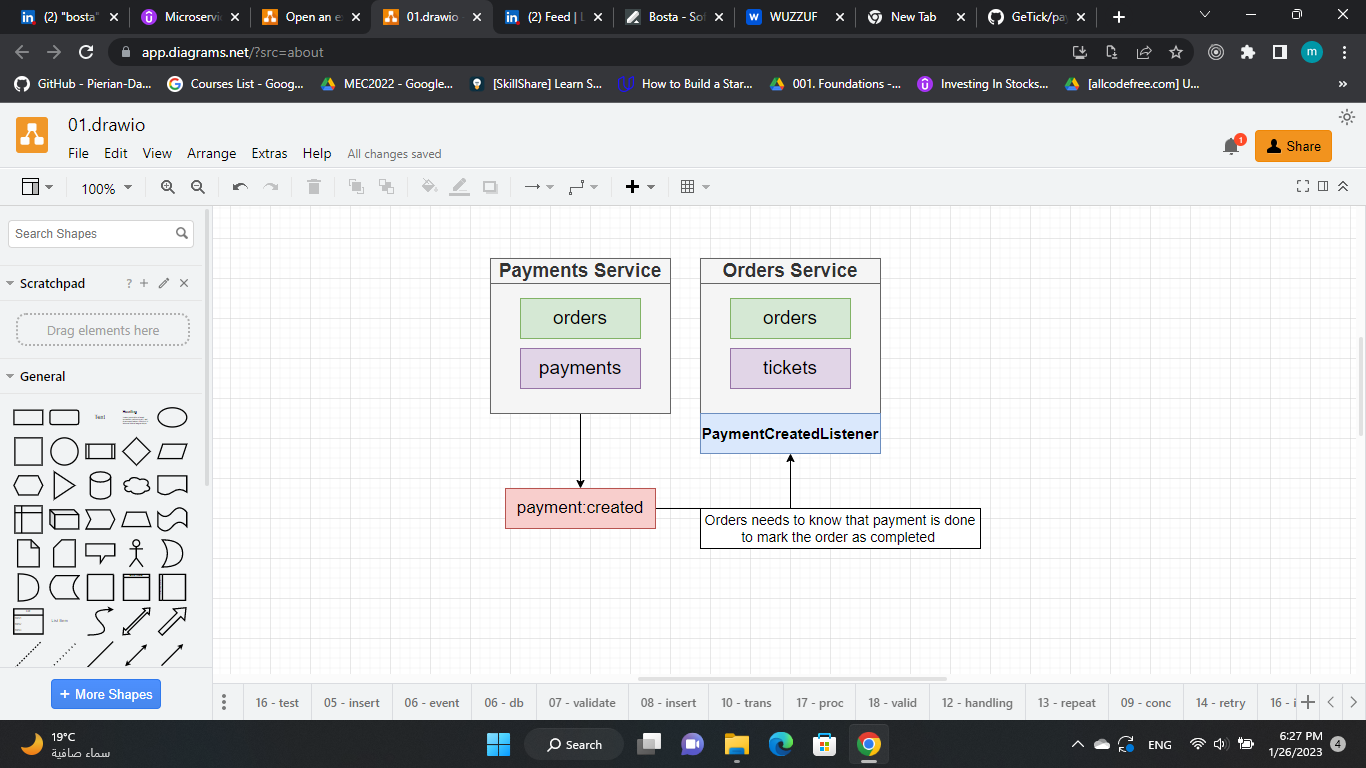 (2) "bosta"
Microservi
Open an e
01.drawio
(2) Feed | L
Bosta - Sof
WUZZUF
New Tab
GeTick/pay
app.diagrams.net/?src=about
m
GitHub - Pierian-Da...
Courses List - Goog...
MEC2022 - Google...
[SkillShare] Learn S...
How to Build a Star...
001. Foundations -...
Investing In Stocks...
[allcodefree.com] U...
»
01.drawio
File
Edit
View
Arrange
Extras
Help
All changes saved
1
Share
100%
Search Shapes
Scratchpad
?
Drag elements here
General
Text
Heading
+ More Shapes
Payments Service
orders
payments
Orders Service
orders
tickets
PaymentCreatedListener
payment:created
Orders needs to know that payment is done
to mark the order as completed
16 - test
05 - insert
06 - event
06 - db
07 - validate
08 - insert
10 - trans
17 - proc
18 - valid
12 - handling
13 - repeat
09 - conc
14 - retry
16 - i
19°C
سماء صافية
Search
ENG
6:27 PM
1/26/2023
4